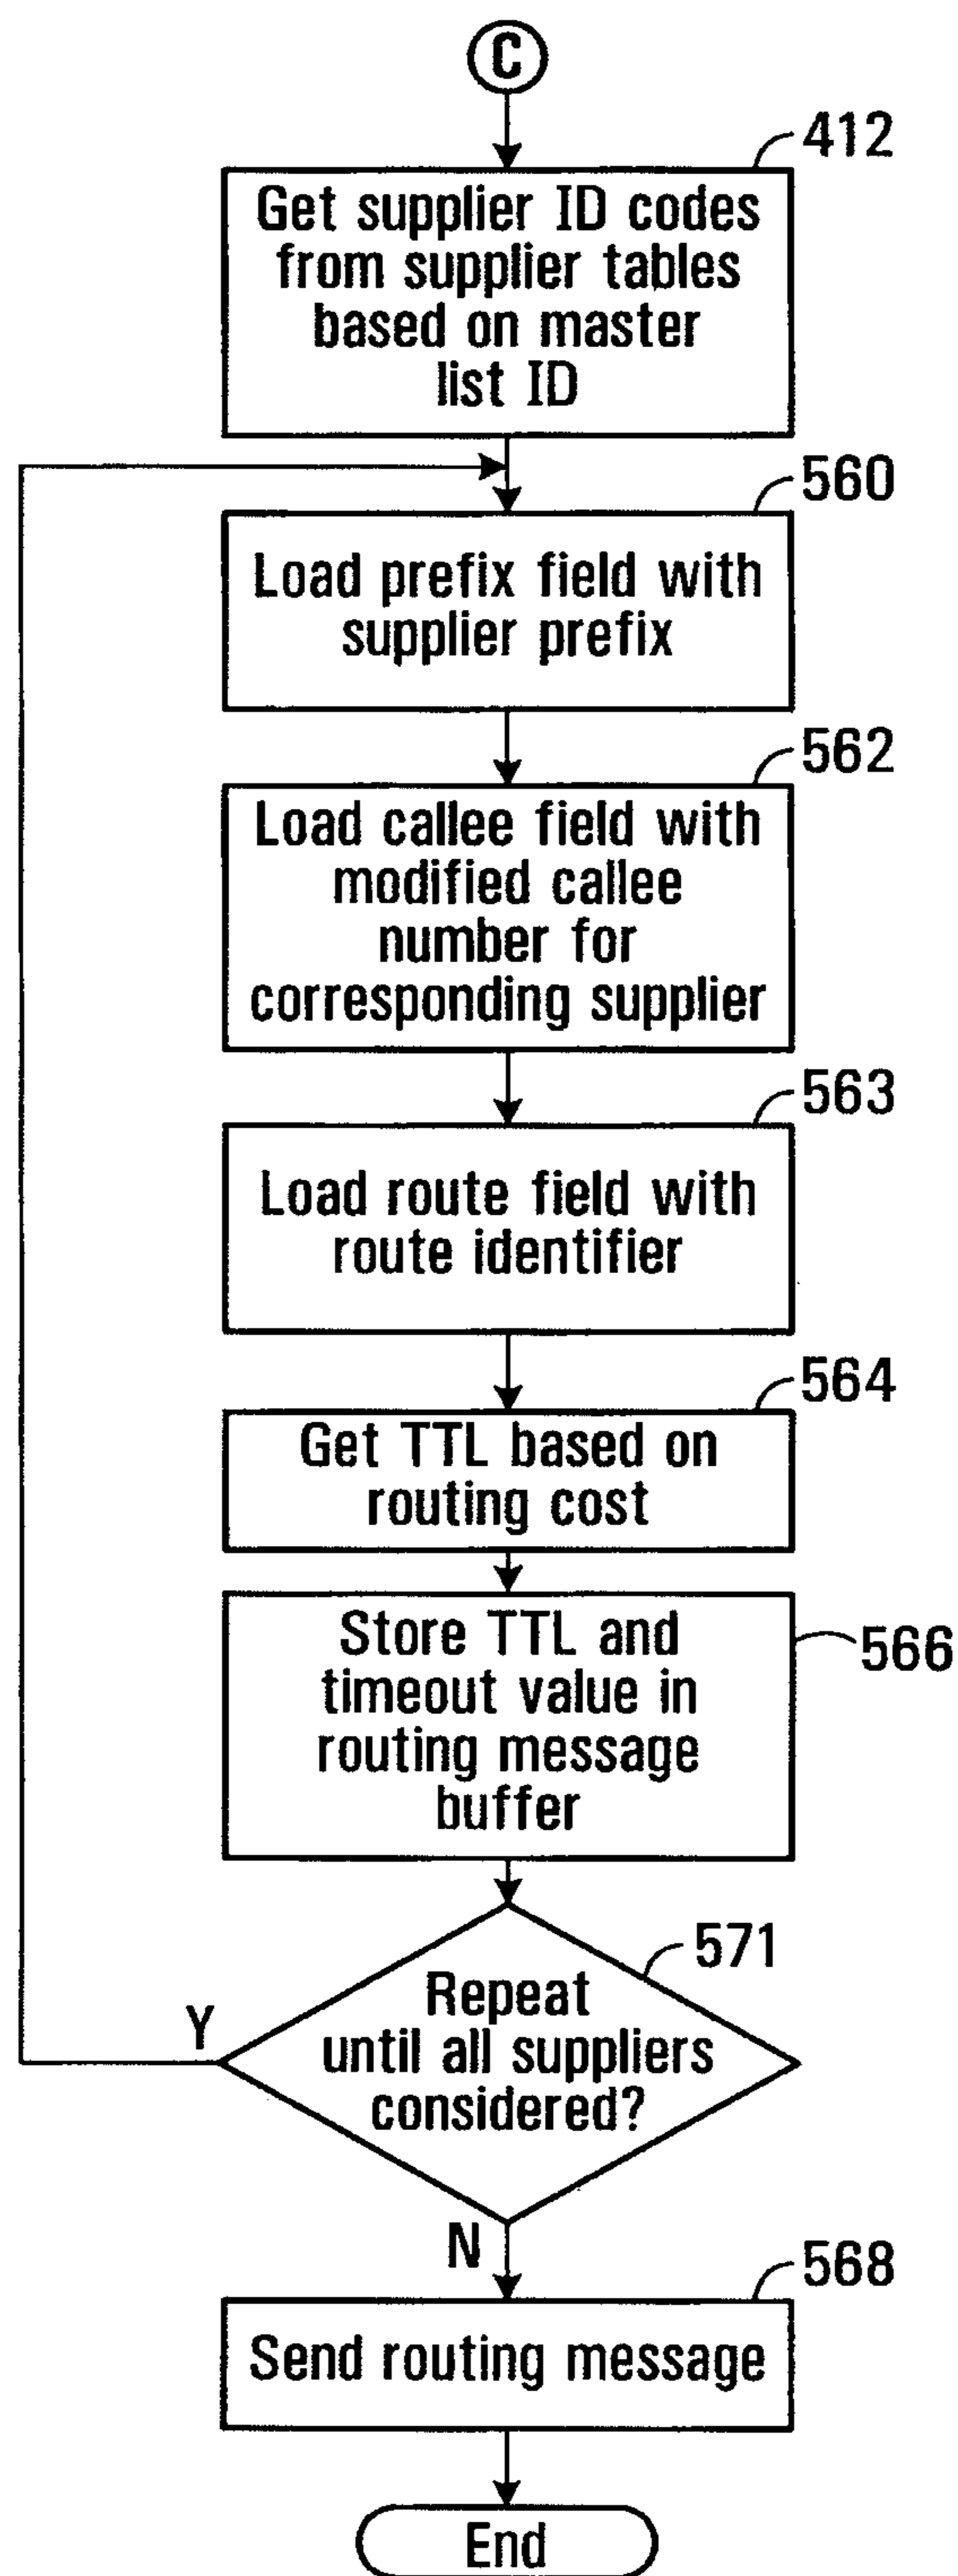 C
412
Get supplier ID codes
from supplier tables
based on master
list ID
560
Load prefix field with
supplier prefix
562
Load callee field with
modified callee
number for
corresponding supplier
563
Load route field with
route identifier
564
Get TTL based on
routing cost
566
Store TTL and
timeout value in
routing message
buffer
571
Repeat
until all suppliers
considered?
Y
N
568
Send routing message
End